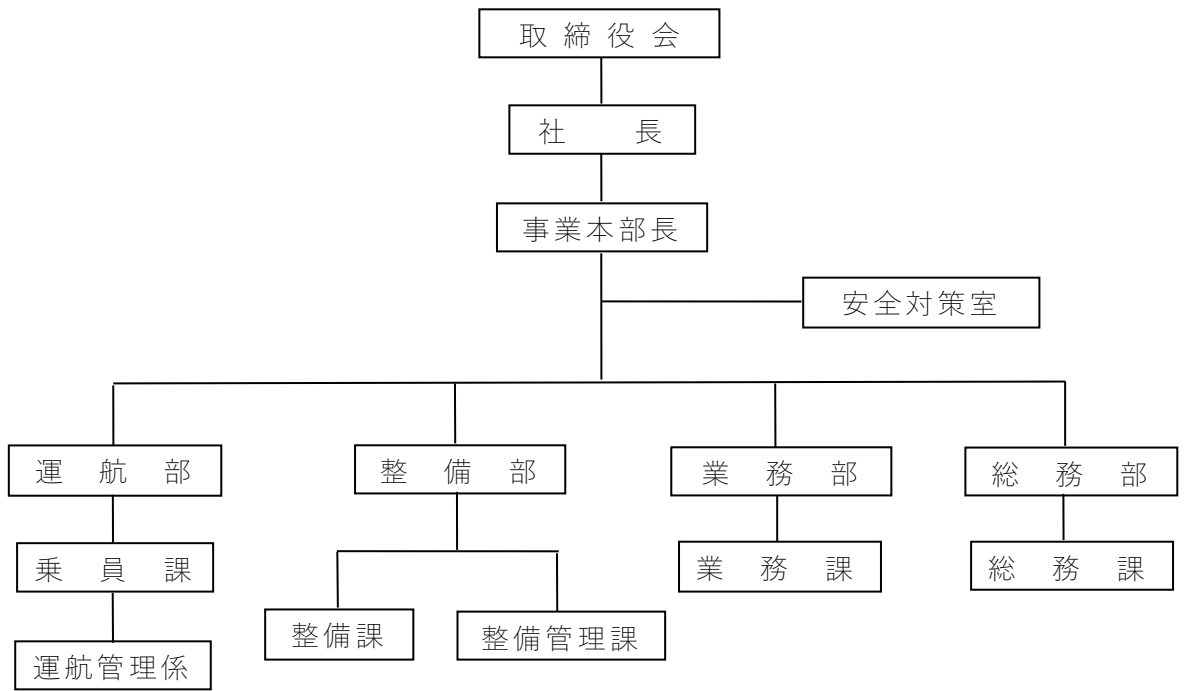 取締役会
社長
事業本部長
安全対策室
運航部
整備部
業務部
総務部
乗員課
業務課
総務課
整備課
整備管理課
運航管理係